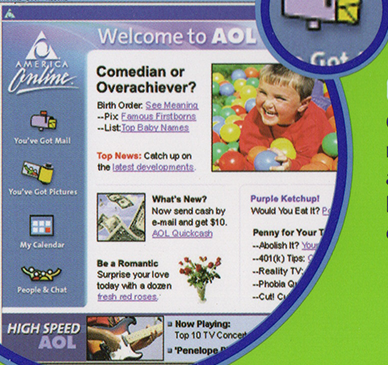 Welcome to AOL
AMERICA
Online.
You've Got Mail
You've Got Pictures
My Calendar
People & Chat
HIGH SPEED
AOL
Comedian or
Overachiever?
Birth Order: See Meaning
--Pix: Famous Firstborns
--List:Top Baby Names
Top News: Catch up on
the latest developments.
What's New?
Now send cash by
e-mail and get $10.
AOL Quickcash
Be a Romantic
Surprise your love
today with a dozen
fresh red roses.
Purple Ketchup!
Would You Eat It?
Penny for Your
--Abolish It?
--401(k) Tips:
--Reality TV:
--Phobia
--Cut!
Now Playing:
Top 10 TV
'Penelope
Got